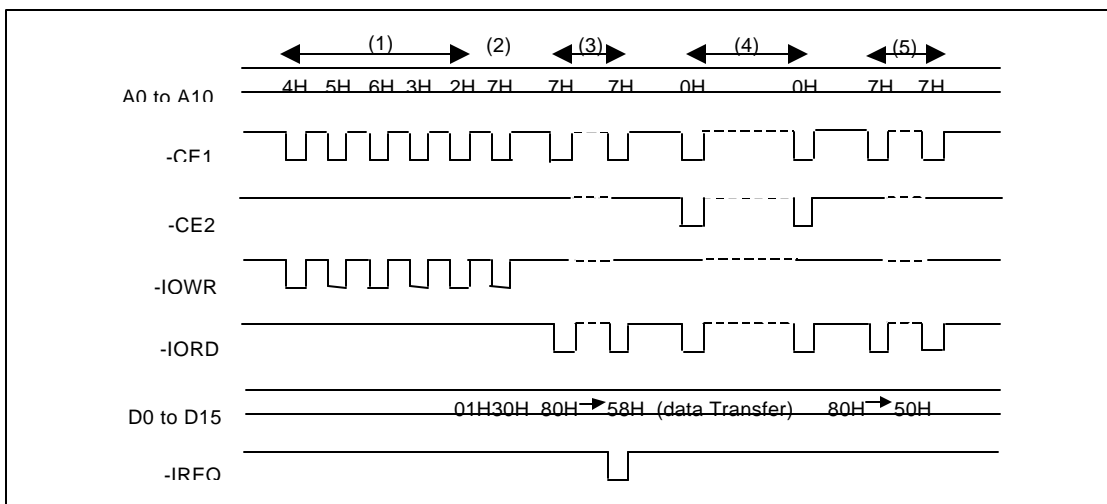 (1) (2) (3) (4) (5)
A0 to A10 4H 5H 6H 3H 2H 7H 7H 7H 0H 0H 7H 7H
-CE1
-CE2
-IOWR
-IORD
D0 to D15 01H30H 80H 58H (data Transfer) 80H 50H
-IREQ